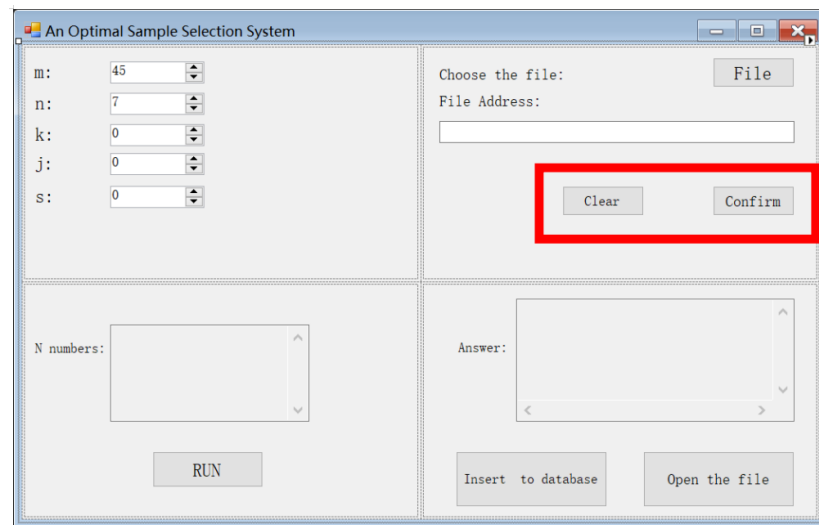 An Optimal Sample Selection System
m: 45
n: 7
k: 0
j: 0
s: 0
Choose the file: File
File Address:
Clear Confirm
N numbers:
RUN
Answer:
Insert to database Open the file